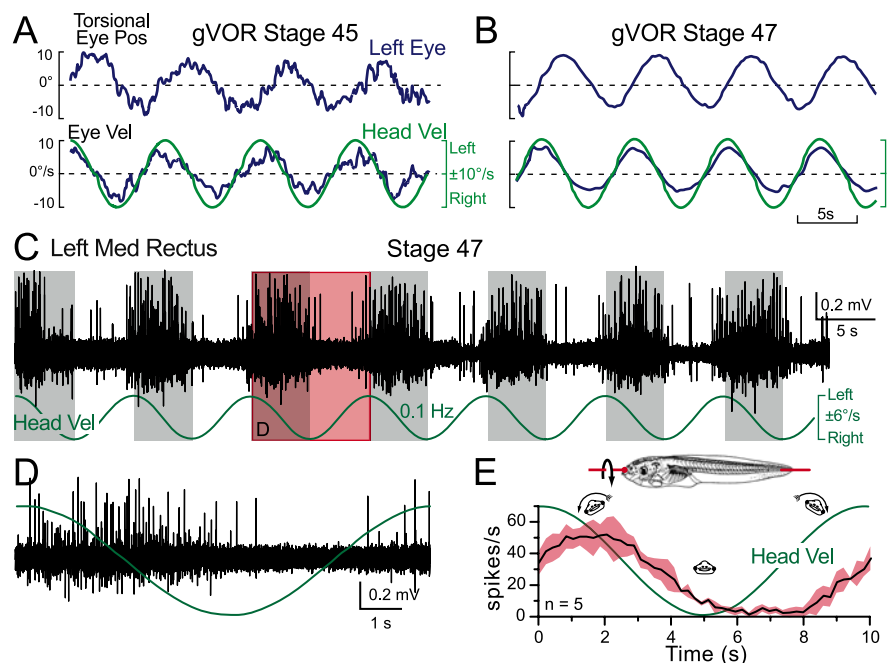 A
Torsional
Eye Pos
gVOR Stage 45
Left Eye
10
0°
-10
Eye Vel
Head Vel
10
0°/s
-10
Left
±10°/s
Right
B
gVOR Stage 47
5s
C
Left Med Rectus
Stage 47
0.2 mV
5 s
Head Vel
0.1 Hz
D
Left
±6°/s
Right
D
0.2 mV
1 s
E
60
40
20
0
spikes/s
Head Vel
n = 5
0
2
4
6
8
10
Time (s)